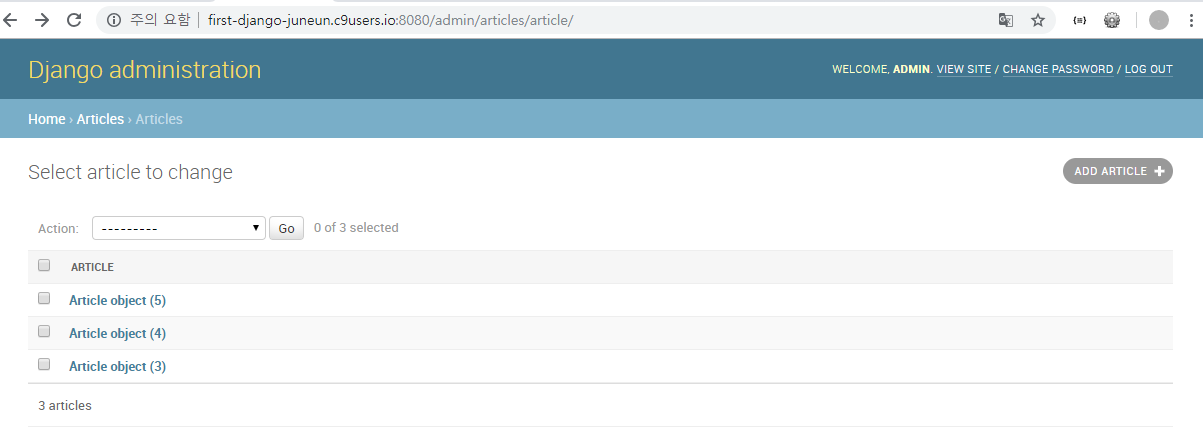 주의 요함 | first-django-juneun.c9users.io:8080/admin/articles/article/
Django administration
WELCOME, ADMIN. VIEW SITE / CHANGE PASSWORD / LOG OUT
Home › Articles › Articles
Select article to change
ADD ARTICLE +
Action: --------- Go 0 of 3 selected
ARTICLE
Article object (5)
Article object (4)
Article object (3)
3 articles